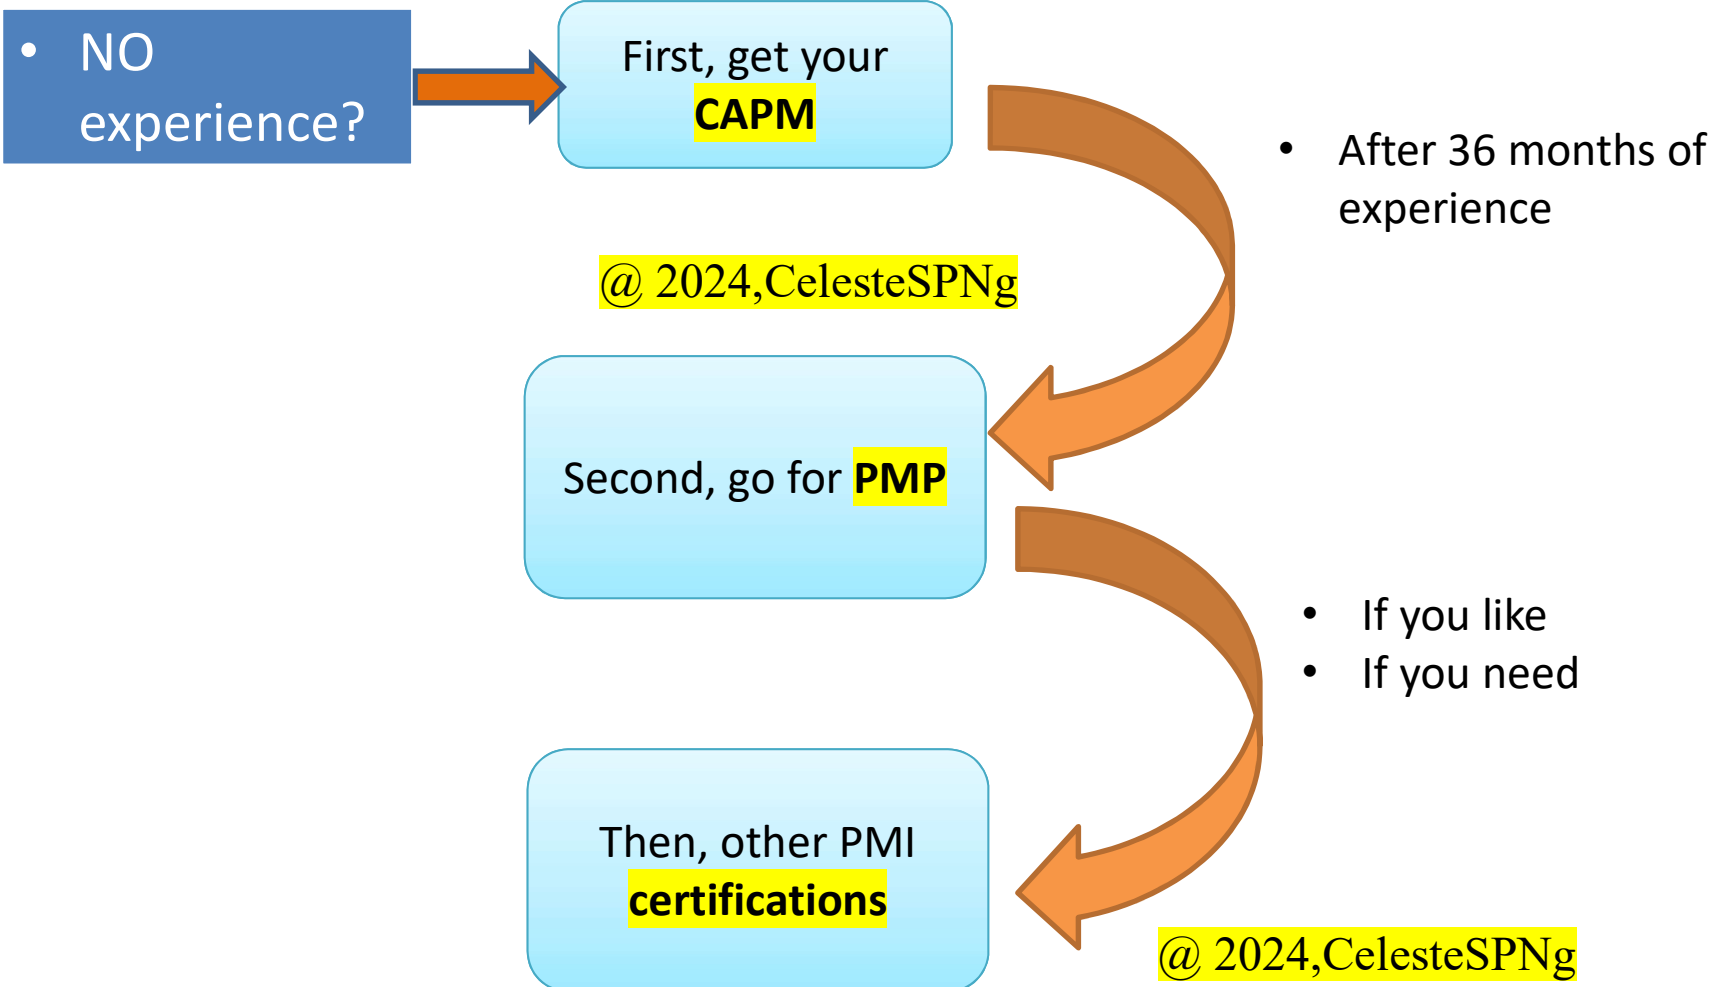 • NO
experience?
First, get your
CAPM
• After 36 months of
experience
@ 2024,CelesteSPNg
Second, go for PMP
• If you like
• If you need
Then, other PMI
certifications
@ 2024,CelesteSPNg